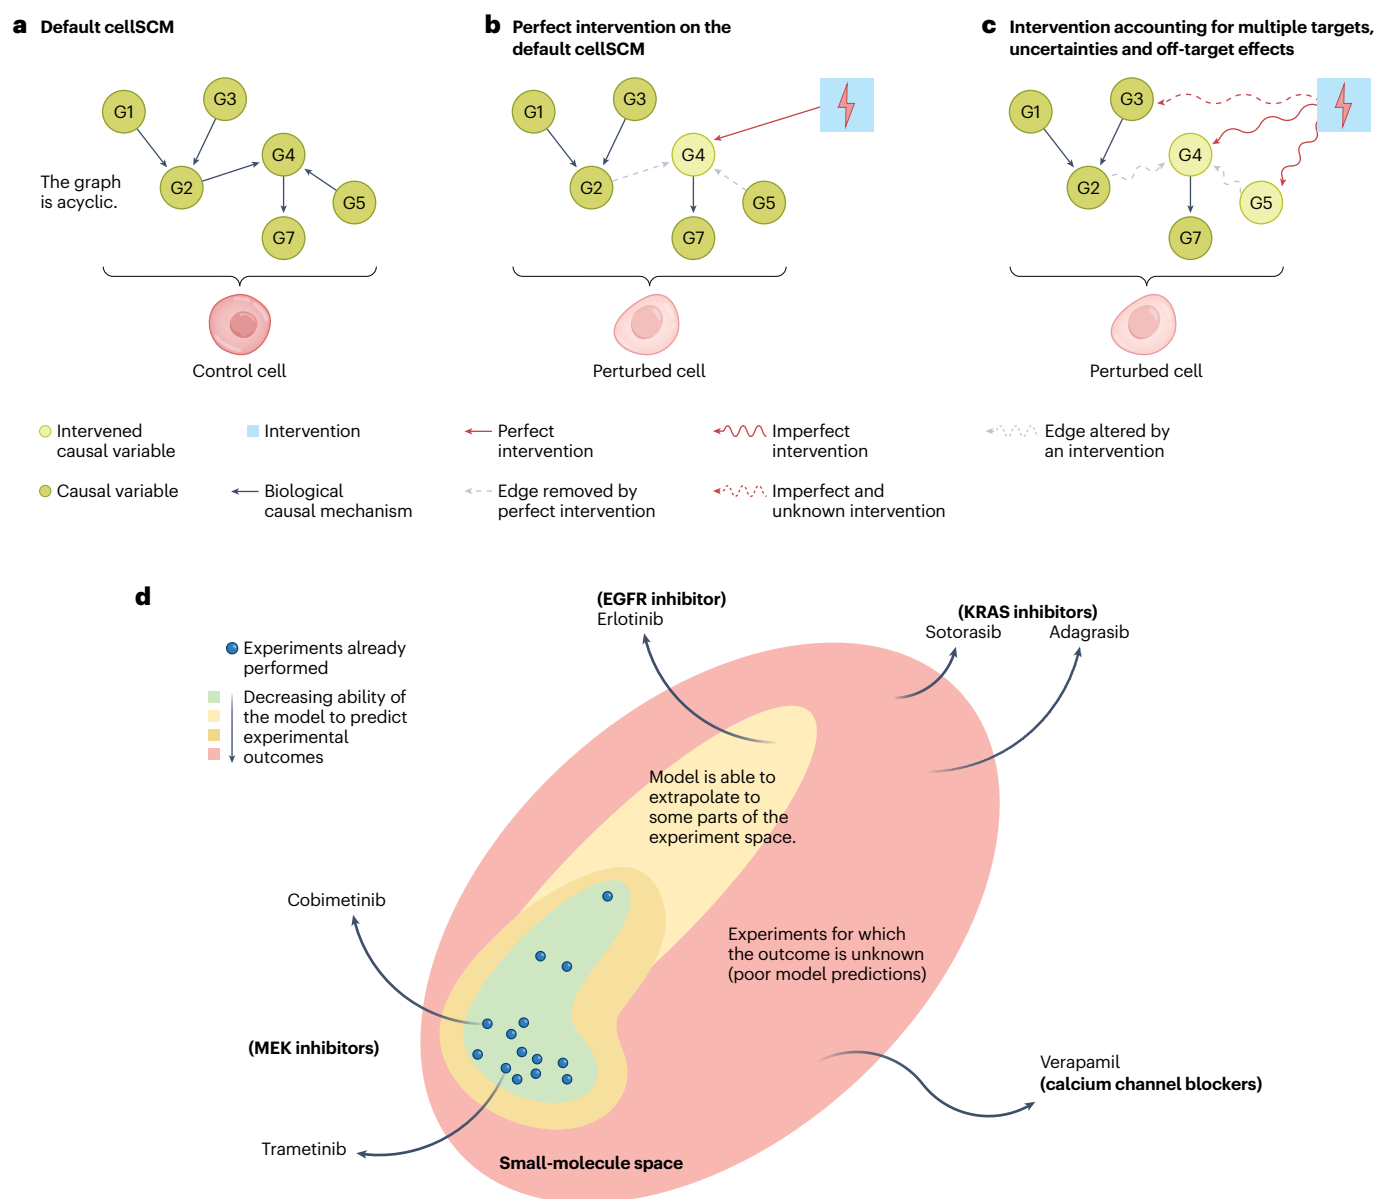 a Default cellSCM
b Perfect intervention on the
default cellSCM
c Intervention accounting for multiple targets,
uncertainties and off-target effects
G1
G3
G4
G2
G5
G7
The graph
is acyclic.
G1
G3
G4
G2
G5
G7
G1
G3
G4
G2
G5
G7
Control cell
Perturbed cell
Perturbed cell
Intervened
causal variable
Intervention
Perfect
intervention
Imperfect
intervention
Edge altered by
an intervention
Causal variable
Biological
causal mechanism
Edge removed by
perfect intervention
Imperfect and
unknown intervention
d
(EGFR inhibitor)
Erlotinib
(KRAS inhibitors)
Sotorasib
Adagrasib
Experiments already
performed
Decreasing ability of
the model to predict
experimental
outcomes
Model is able to
extrapolate to
some parts of the
experiment space.
Cobimetinib
Experiments for which
the outcome is unknown
(poor model predictions)
(MEK inhibitors)
Verapamil
(calcium channel blockers)
Trametinib
Small-molecule space